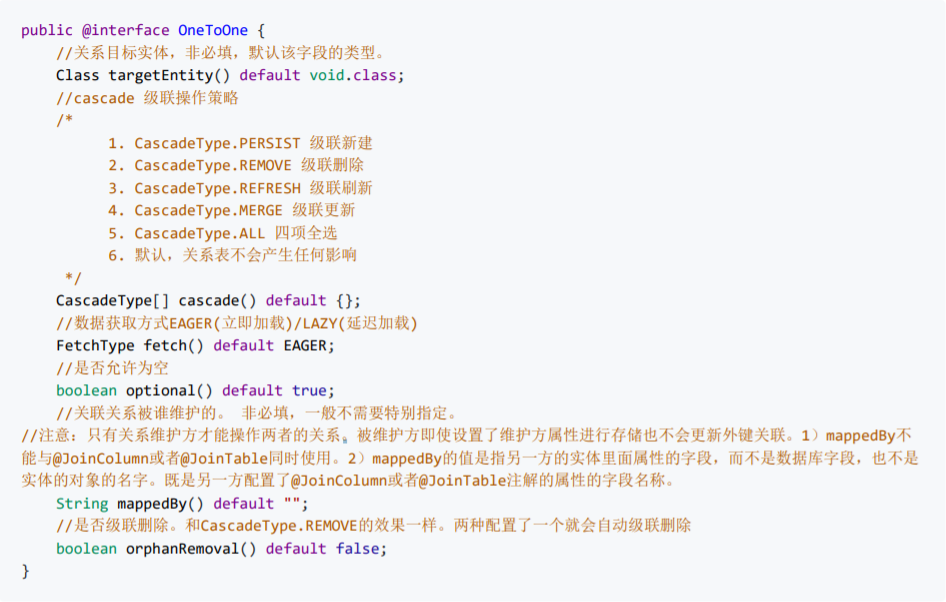 public @interface OneToOne {
//关系目标实体，非必填，默认该字段的类型。
Class targetEntity() default void.class;
//cascade 级联操作策略
/*
1. CascadeType.PERSIST 级联新建
2. CascadeType.REMOVE 级联删除
3. CascadeType.REFRESH 级联刷新
4. CascadeType.MERGE 级联更新
5. CascadeType.ALL 四项全选
6. 默认，关系表不会产生任何影响
*/
CascadeType[] cascade() default {};
//数据获取方式EAGER(立即加载)/LAZY(延迟加载)
FetchType fetch() default EAGER;
//是否允许为空
boolean optional() default true;
//关联关系被谁维护的。 非必填，一般不需要特别指定。
//注意：只有关系维护方才能操作两者的关系。被维护方即使设置了维护方属性进行存储也不会更新外键关联。1）mappedBy不
能与@JoinColumn或者@JoinTable同时使用。2）mappedBy的值是指另一方的实体里面属性的字段，而不是数据库字段，也不是
实体的对象的名字。既是另一方配置了@JoinColumn或者@JoinTable注解的属性的字段名称。
String mappedBy() default "";
//是否级联删除。和CascadeType.REMOVE的效果一样。两种配置了一个就会自动级联删除
boolean orphanRemoval() default false;
}